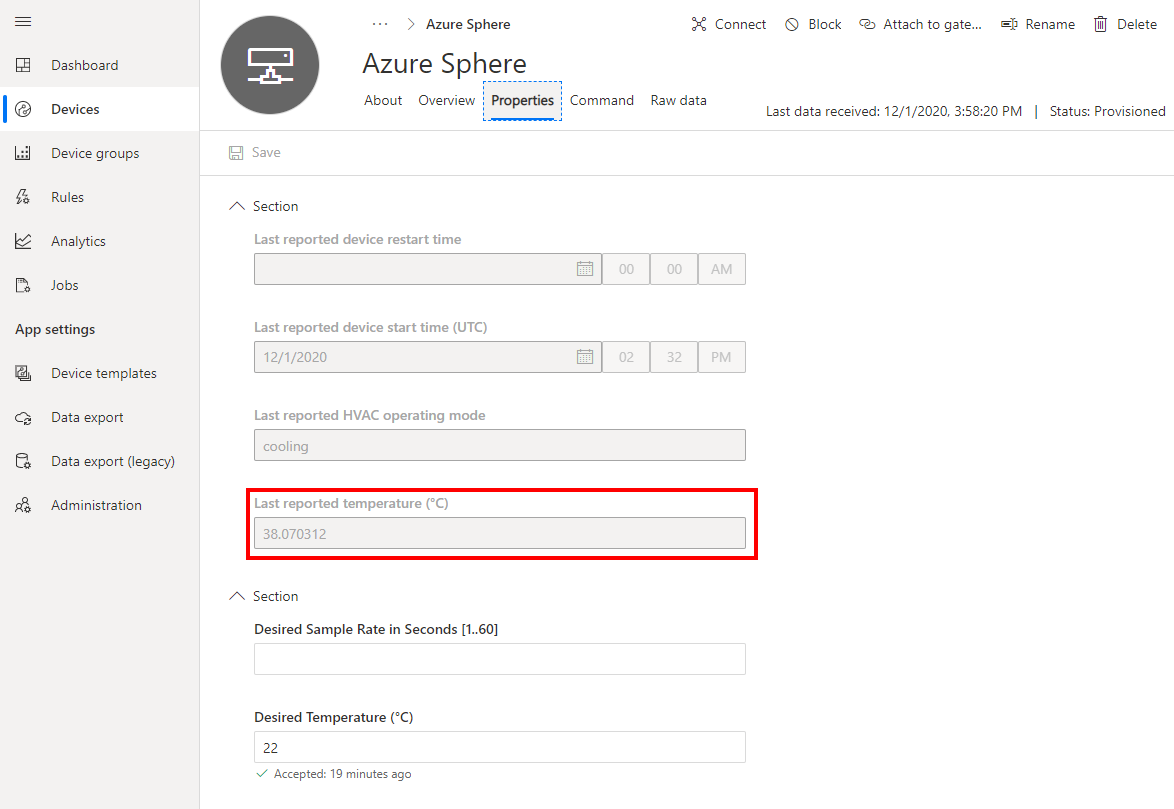 ··· > Azure Sphere
Connect Block Attach to gate... Rename Delete
Azure Sphere
About Overview Properties Command Raw data
Last data received: 12/1/2020, 3:58:20 PM | Status: Provisioned
Dashboard
Devices
Device groups
Rules
Analytics
Jobs
App settings
Device templates
Data export
Data export (legacy)
Administration
Save
Section
Last reported device restart time
00 00 AM
Last reported device start time (UTC)
12/1/2020 02 32 PM
Last reported HVAC operating mode
cooling
Last reported temperature (°C)
38.070312
Section
Desired Sample Rate in Seconds [1..60]
Desired Temperature (°C)
22
Accepted: 19 minutes ago